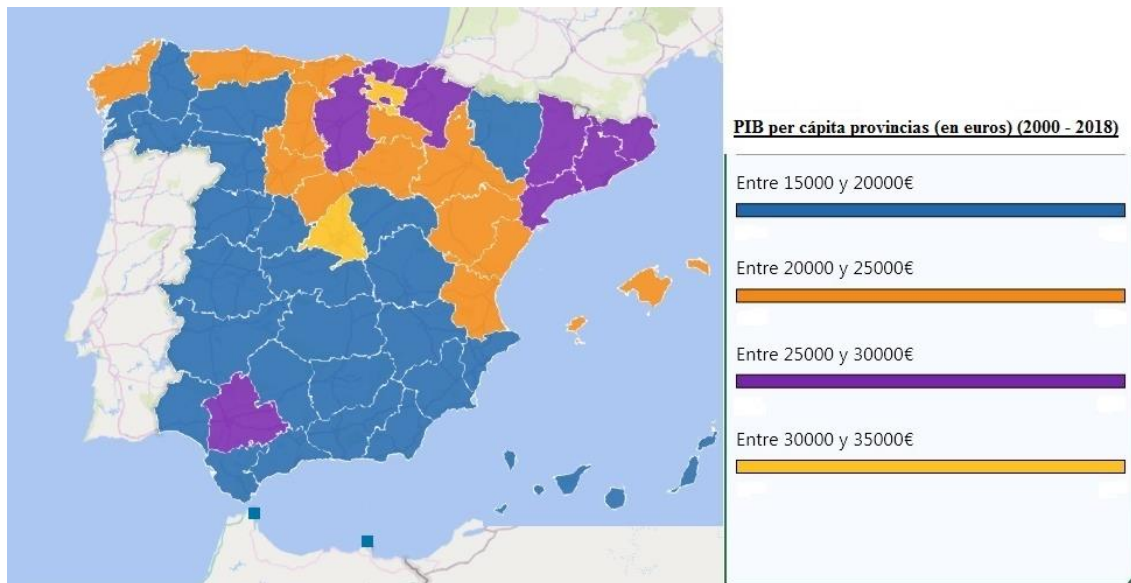 PIB per cápita provincias (en euros) (2000 - 2018)
Entre 15000 y 20000€
Entre 20000 y 25000€
Entre 25000 y 30000€
Entre 30000 y 35000€